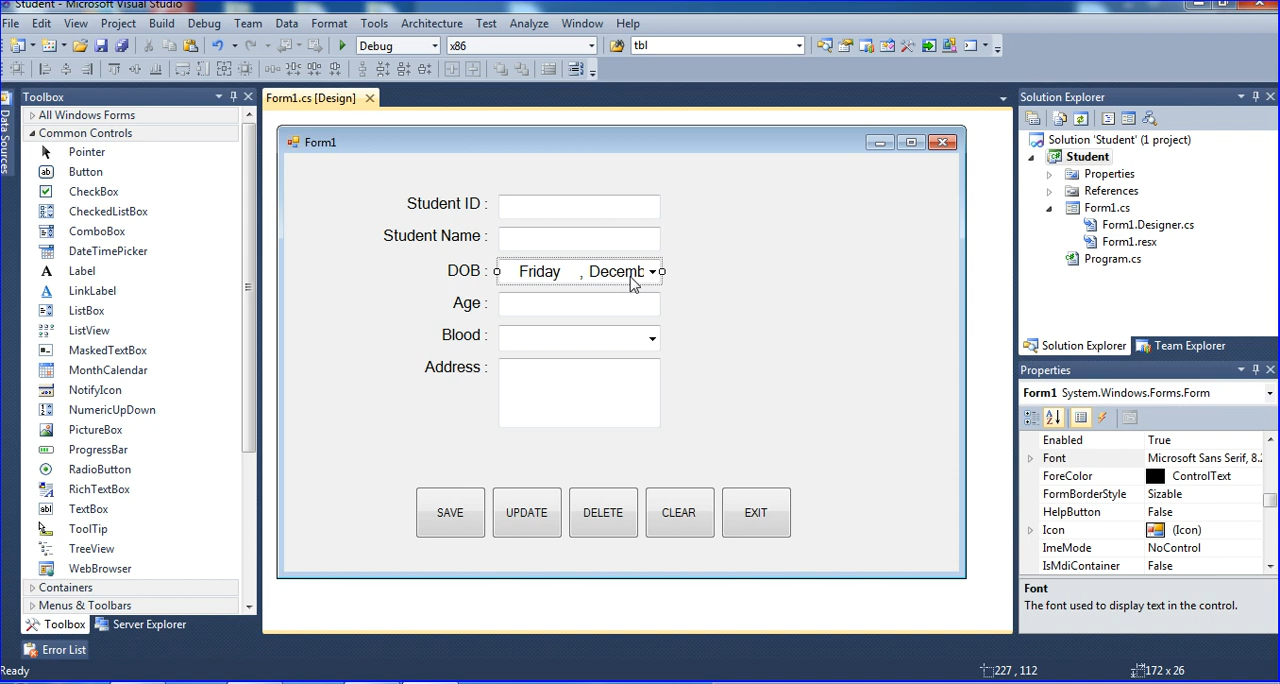 Student - Microsoft Visual Studio
File Edit View Project Build Debug Team Data Format Tools Architecture Test Analyze Window Help
Debug x86 tbl
Data Sources
Toolbox
All Windows Forms
Common Controls
Pointer
Button
CheckBox
CheckedListBox
ComboBox
DateTimePicker
Label
LinkLabel
ListBox
ListView
MaskedTextBox
MonthCalendar
NotifyIcon
NumericUpDown
PictureBox
ProgressBar
RadioButton
RichTextBox
TextBox
ToolTip
TreeView
WebBrowser
Containers
Menus & Toolbars
Toolbox Server Explorer
Form1.cs [Design]
Form1
Student ID :
Student Name :
DOB : Friday , Decemb
Age :
Blood :
Address :
SAVE UPDATE DELETE CLEAR EXIT
Solution Explorer
Solution 'Student' (1 project)
Student
Properties
References
Form1.cs
Form1.Designer.cs
Form1.resx
Program.cs
Solution Explorer Team Explorer
Properties
Form1 System.Windows.Forms.Form
Enabled True
Font Microsoft Sans Serif, 8.2
ForeColor ControlText
FormBorderStyle Sizable
HelpButton False
Icon (Icon)
ImeMode NoControl
IsMdiContainer False
Font
The font used to display text in the control.
Error List
Ready 227 , 112 172 x 26